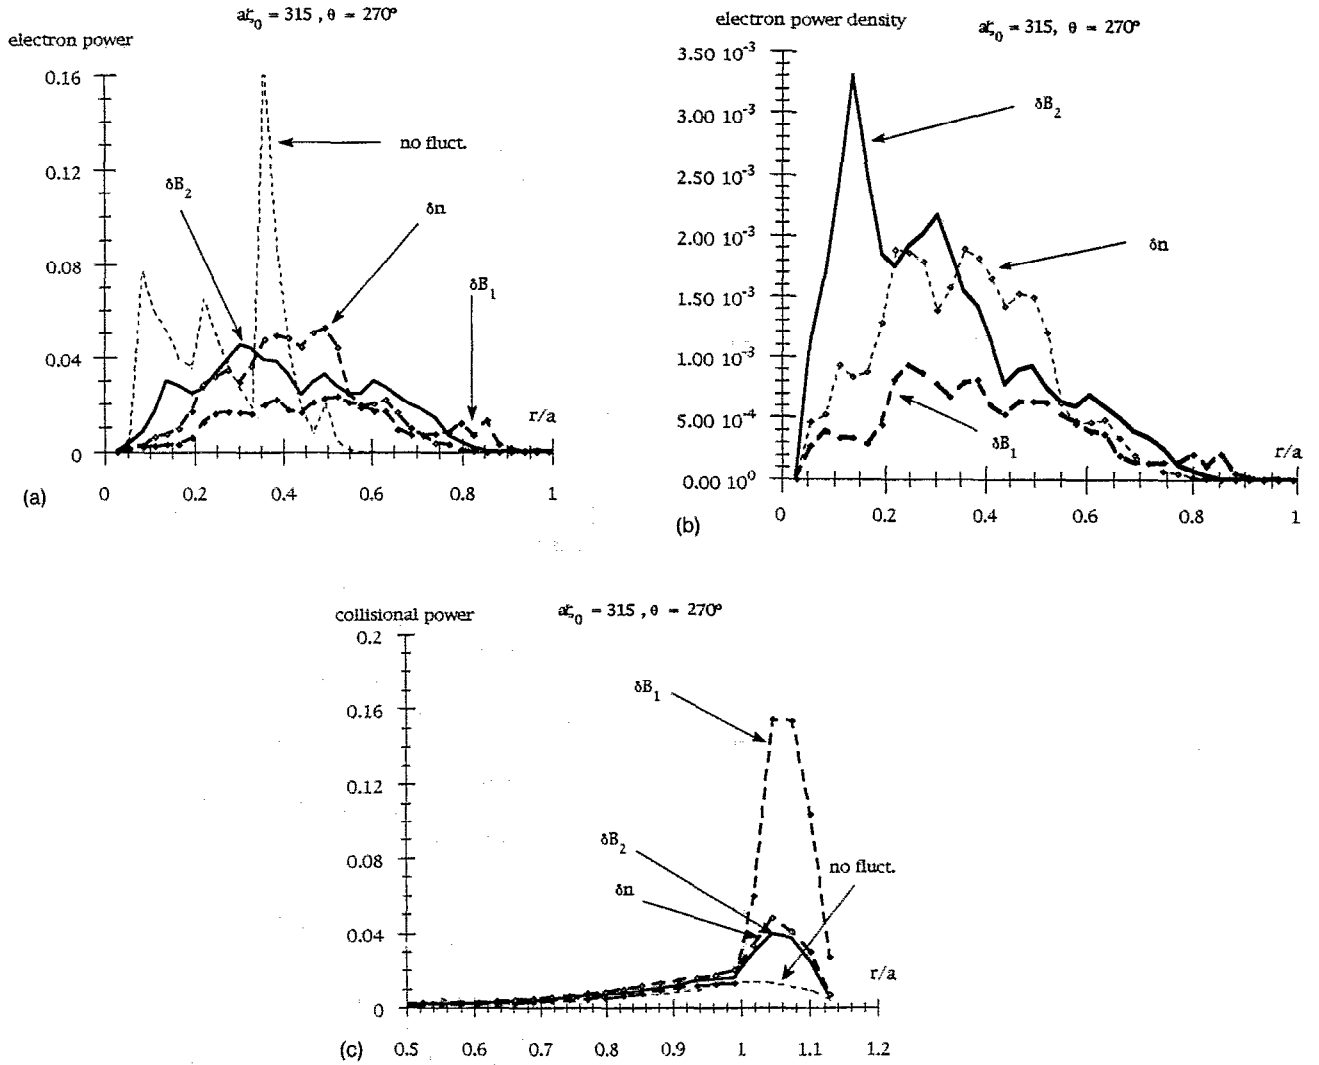 aζ₀ = 315 , θ = 270°
electron power
0.16
0.12
0.08
0.04
0
no fluct.
δB₂
δn
δB₁
r/a
(a)
0 0.2 0.4 0.6 0.8 1
electron power density
aζ₀ = 315, θ = 270°
3.50 10⁻³
3.00 10⁻³
2.50 10⁻³
2.00 10⁻³
1.50 10⁻³
1.00 10⁻³
5.00 10⁻⁴
0.00 10⁰
δB₂
δn
δB₁
r/a
(b)
0 0.2 0.4 0.6 0.8 1
collisional power
aζ₀ = 315 , θ = 270°
0.2
0.16
0.12
0.08
0.04
0
δB₁
δB₂
no fluct.
δn
r/a
(c)
0.5 0.6 0.7 0.8 0.9 1 1.1 1.2